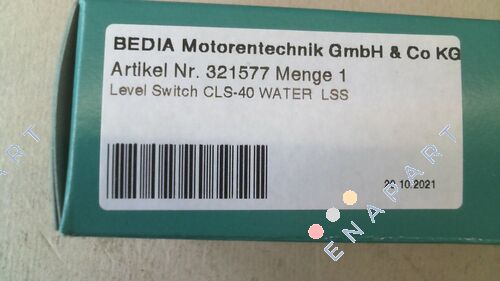 BEDIA Motorentechnik GmbH & Co KG
Artikel Nr. 321577 Menge 1
Level Switch CLS-40 WATER LSS
20.10.2021
ENAPART